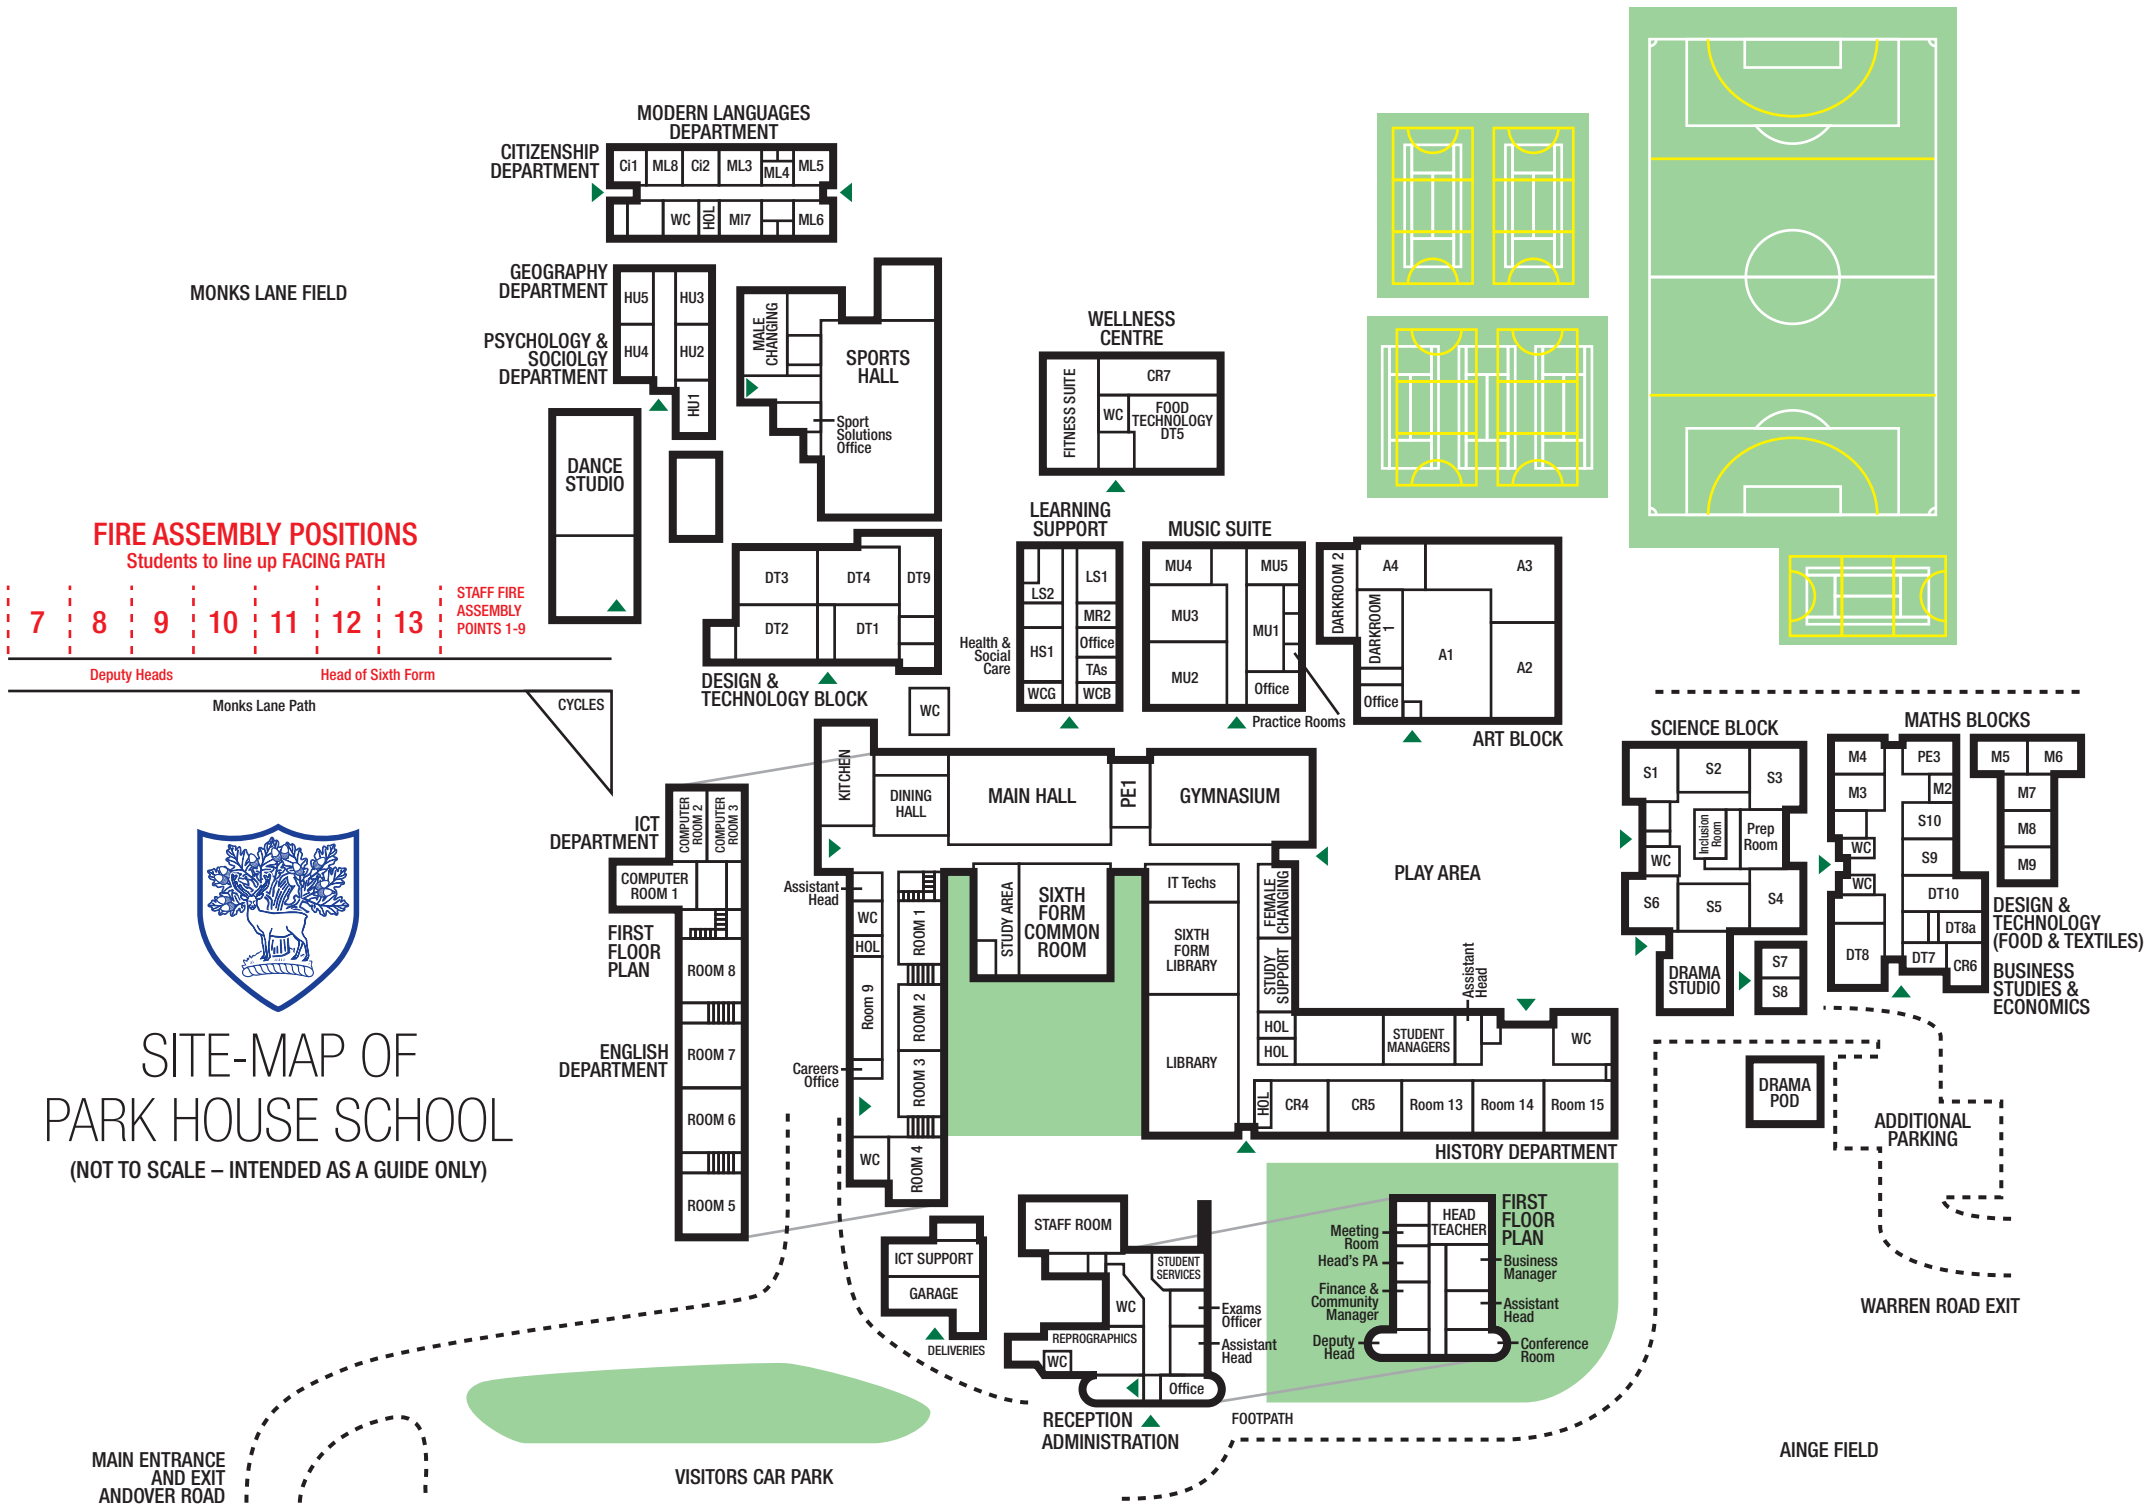 MODERN LANGUAGES
DEPARTMENT
CITIZENSHIP
DEPARTMENT
Ci1
ML8
Ci2
ML3
ML4
ML5
WC
HOL
MI7
ML6
MONKS LANE FIELD
GEOGRAPHY
DEPARTMENT
HU5
HU3
PSYCHOLOGY &
SOCIOLGY
DEPARTMENT
HU4
HU2
HU1
MALE
CHANGING
SPORTS
HALL
Sport
Solutions
Office
DANCE
STUDIO
WELLNESS
CENTRE
FITNESS SUITE
CR7
WC
FOOD
TECHNOLOGY
DT5
FIRE ASSEMBLY POSITIONS
Students to line up FACING PATH
7
8
9
10
11
12
13
STAFF FIRE
ASSEMBLY
POINTS 1-9
Deputy Heads
Head of Sixth Form
Monks Lane Path
CYCLES
DT3
DT4
DT9
DT2
DT1
DESIGN &
TECHNOLOGY BLOCK
WC
LEARNING
SUPPORT
LS1
LS2
MR2
Office
HS1
TAs
WCG
WCB
Health &
Social
Care
MUSIC SUITE
MU4
MU5
MU3
MU1
MU2
Office
Practice Rooms
DARKROOM 2
A4
A3
DARKROOM
1
A1
A2
Office
ART BLOCK
SCIENCE BLOCK
S1
S2
S3
Inclusion
Room
Prep
Room
WC
S6
S5
S4
DRAMA
STUDIO
S7
S8
MATHS BLOCKS
M4
PE3
M5
M6
M3
M2
M7
S10
M8
WC
S9
M9
WC
DT10
DT8a
DT8
DT7
CR6
DESIGN &
TECHNOLOGY
(FOOD & TEXTILES)
BUSINESS
STUDIES &
ECONOMICS
KITCHEN
DINING
HALL
MAIN HALL
PE1
GYMNASIUM
PLAY AREA
ICT
DEPARTMENT
COMPUTER
ROOM 2
COMPUTER
ROOM 3
COMPUTER
ROOM 1
FIRST
FLOOR
PLAN
ROOM 8
ENGLISH
DEPARTMENT
ROOM 7
ROOM 6
ROOM 5
Assistant
Head
WC
HOL
Room 9
Careers
Office
WC
ROOM 1
ROOM 2
ROOM 3
ROOM 4
STUDY AREA
SIXTH
FORM
COMMON
ROOM
IT Techs
SIXTH
FORM
LIBRARY
LIBRARY
FEMALE
CHANGING
STUDY
SUPPORT
HOL
HOL
HOL
Assistant
Head
STUDENT
MANAGERS
WC
CR4
CR5
Room 13
Room 14
Room 15
HISTORY DEPARTMENT
SITE-MAP OF
PARK HOUSE SCHOOL
(NOT TO SCALE – INTENDED AS A GUIDE ONLY)
DRAMA
POD
ADDITIONAL
PARKING
WARREN ROAD EXIT
ICT SUPPORT
GARAGE
DELIVERIES
STAFF ROOM
STUDENT
SERVICES
WC
Exams
Officer
REPROGRAPHICS
Assistant
Head
WC
Office
RECEPTION
ADMINISTRATION
FOOTPATH
FIRST
FLOOR
PLAN
HEAD
TEACHER
Meeting
Room
Head's PA
Business
Manager
Finance &
Community
Manager
Assistant
Head
Deputy
Head
Conference
Room
AINGE FIELD
MAIN ENTRANCE
AND EXIT
ANDOVER ROAD
VISITORS CAR PARK